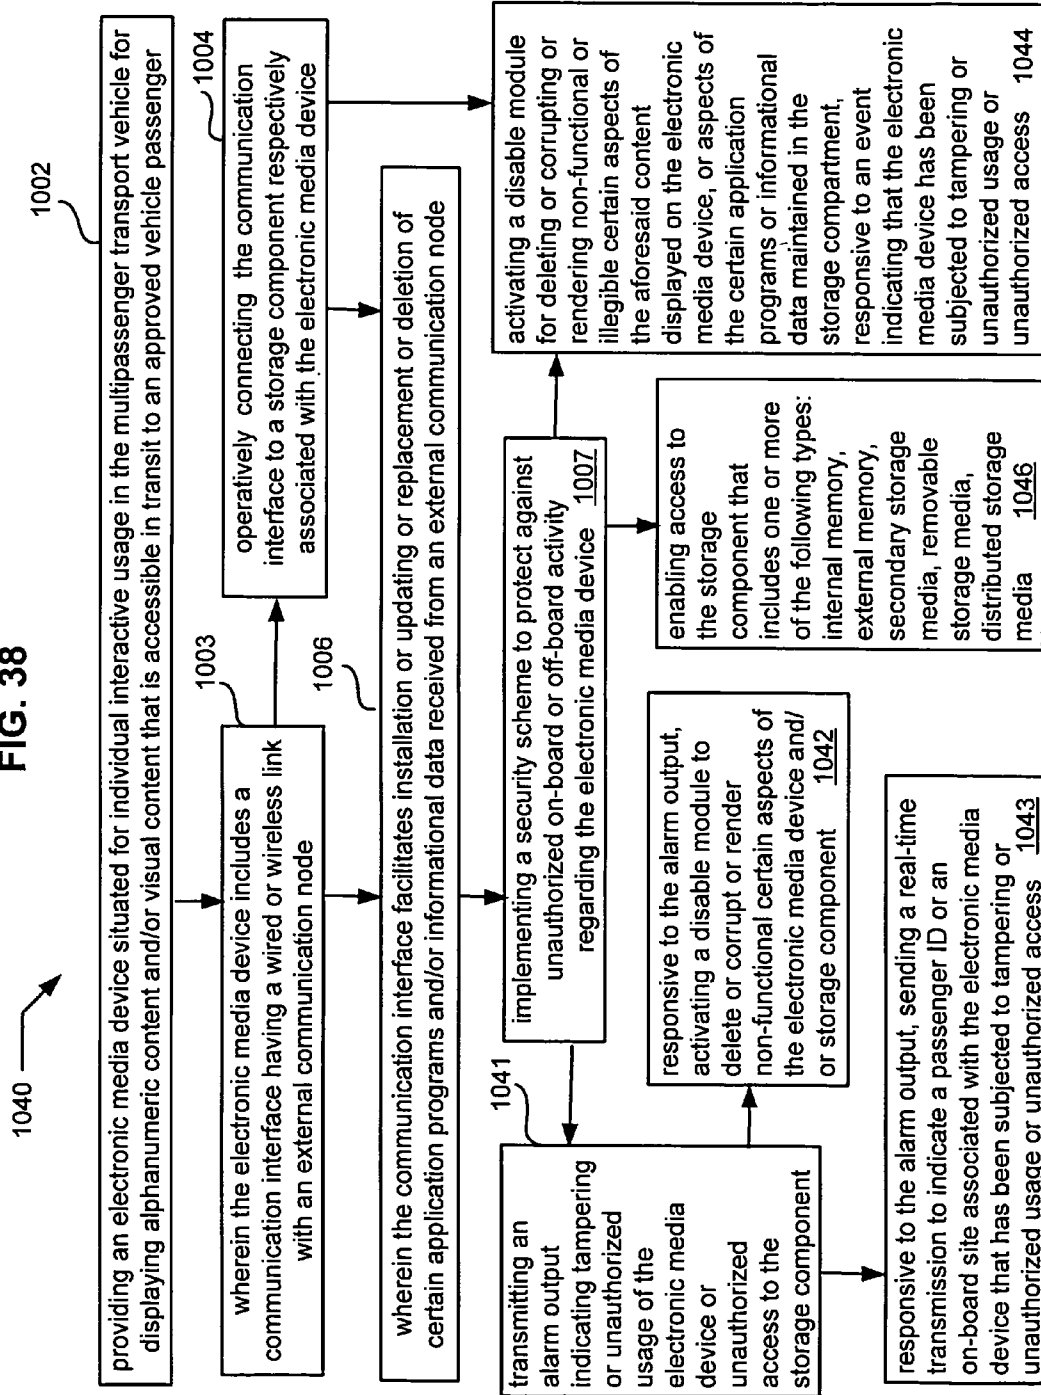 FIG. 38
1040
1002
providing an electronic media device situated for individual interactive usage in the multipassenger transport vehicle for
displaying alphanumeric content and/or visual content that is accessible in transit to an approved vehicle passenger
1003
wherein the electronic media device includes a
communication interface having a wired or wireless link
with an external communication node
1004
operatively connecting the communication
interface to a storage component respectively
associated with the electronic media device
1006
wherein the communication interface facilitates installation or updating or replacement or deletion of
certain application programs and/or informational data received from an external communication node
implementing a security scheme to protect against
unauthorized on-board or off-board activity
regarding the electronic media device 1007
1041
transmitting an
alarm output
indicating tampering
or unauthorized
usage of the
electronic media
device or
unauthorized
access to the
storage component
responsive to the alarm output,
activating a disable module to
delete or corrupt or render
non-functional certain aspects of
the electronic media device and/
or storage component 1042
responsive to the alarm output, sending a real-time
transmission to indicate a passenger ID or an
on-board site associated with the electronic media
device that has been subjected to tampering or
unauthorized usage or unauthorized access 1043
enabling access to
the storage
component that
includes one or more
of the following types:
internal memory,
external memory,
secondary storage
media, removable
storage media,
distributed storage
media 1046
activating a disable module
for deleting or corrupting or
rendering non-functional or
illegible certain aspects of
the aforesaid content
displayed on the electronic
media device, or aspects of
the certain application
programs or informational
data maintained in the
storage compartment,
responsive to an event
indicating that the electronic
media device has been
subjected to tampering or
unauthorized usage or
unauthorized access 1044